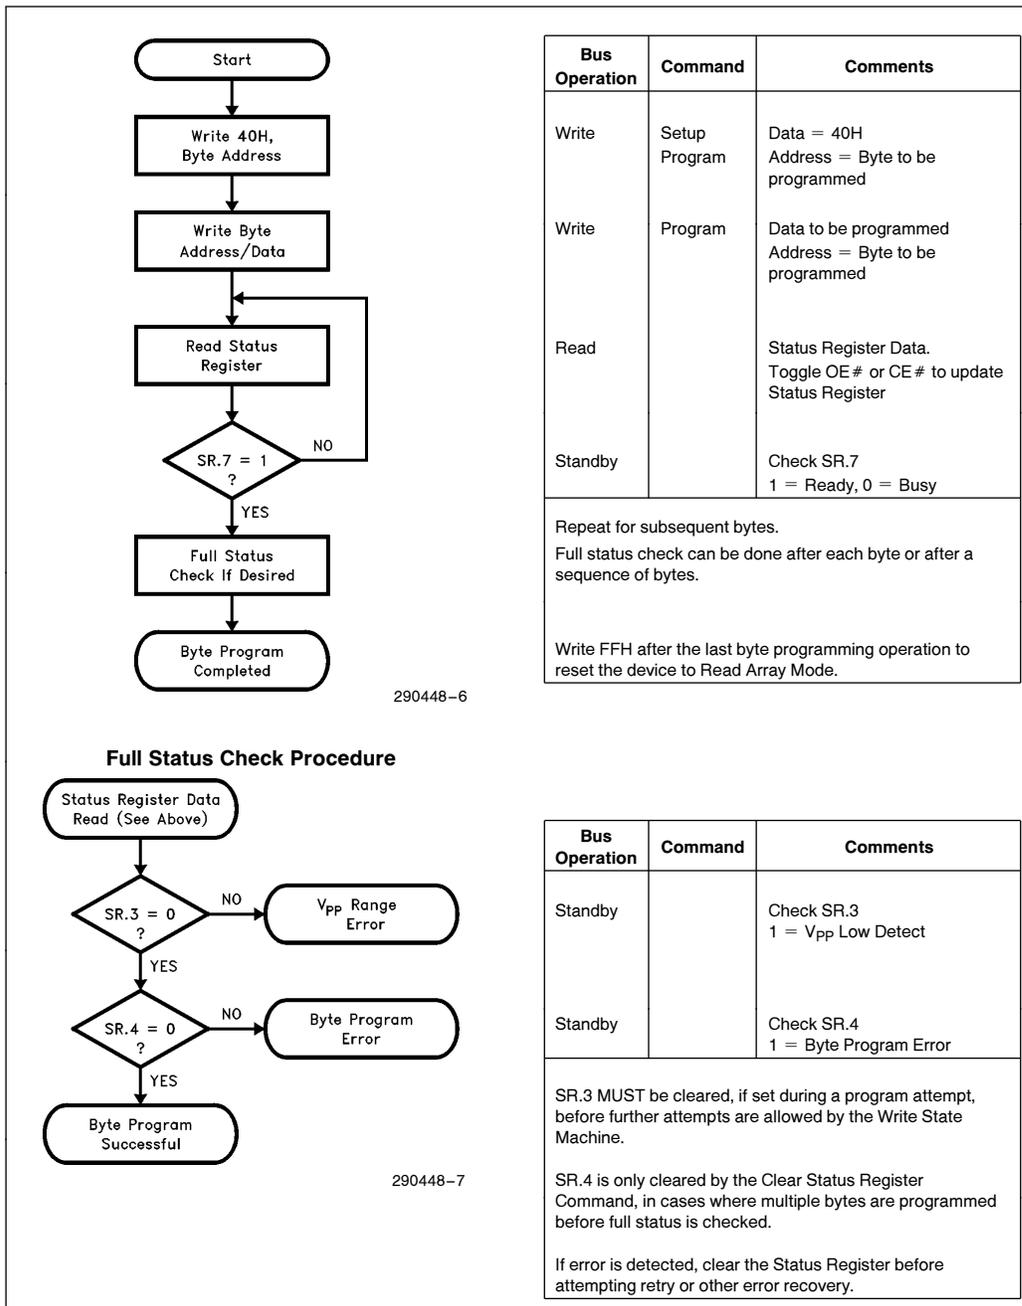 Start
Write 40H,
Byte Address
Write Byte
Address/Data
Read Status
Register
SR.7 = 1
?
NO
YES
Full Status
Check If Desired
Byte Program
Completed
290448–6
Bus
Operation
Command
Comments
Write
Setup
Program
Data = 40H
Address = Byte to be
programmed
Write
Program
Data to be programmed
Address = Byte to be
programmed
Read
Status Register Data.
Toggle OE# or CE# to update
Status Register
Standby
Check SR.7
1 = Ready, 0 = Busy
Repeat for subsequent bytes.
Full status check can be done after each byte or after a
sequence of bytes.
Write FFH after the last byte programming operation to
reset the device to Read Array Mode.
Full Status Check Procedure
Status Register Data
Read (See Above)
SR.3 = 0
?
NO
VPP Range
Error
YES
SR.4 = 0
?
NO
Byte Program
Error
YES
Byte Program
Successful
290448–7
Bus
Operation
Command
Comments
Standby
Check SR.3
1 = VPP Low Detect
Standby
Check SR.4
1 = Byte Program Error
SR.3 MUST be cleared, if set during a program attempt,
before further attempts are allowed by the Write State
Machine.
SR.4 is only cleared by the Clear Status Register
Command, in cases where multiple bytes are programmed
before full status is checked.
If error is detected, clear the Status Register before
attempting retry or other error recovery.